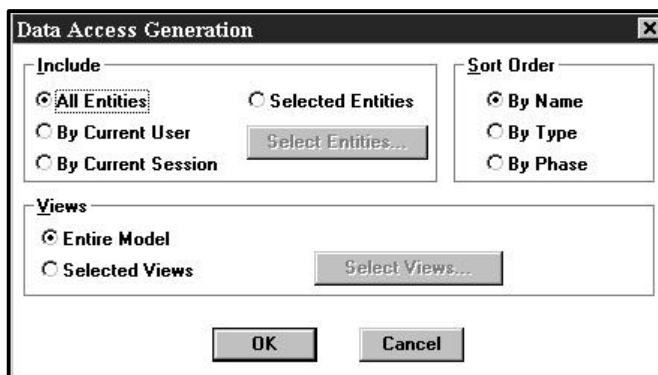 Data Access Generation
Include
All Entities
Selected Entities
By Current User
Select Entities...
By Current Session
Sort Order
By Name
By Type
By Phase
Views
Entire Model
Selected Views
Select Views...
OK
Cancel